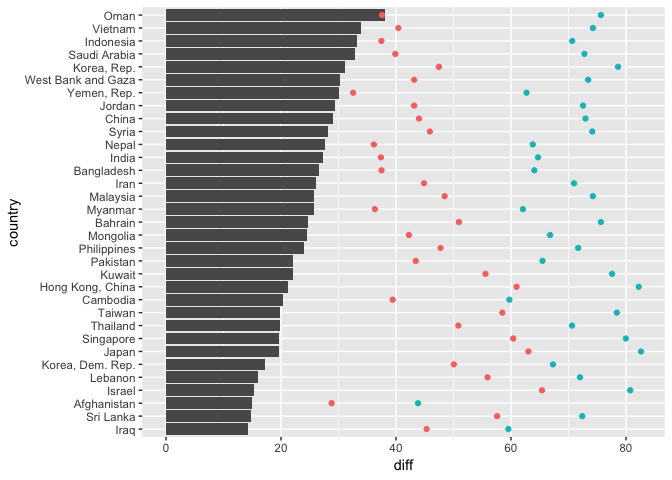 Oman
Vietnam
Indonesia
Saudi Arabia
Korea, Rep.
West Bank and Gaza
Yemen, Rep.
Jordan
China
Syria
Nepal
India
Bangladesh
Iran
Malaysia
Myanmar
Bahrain
Mongolia
Philippines
Pakistan
Kuwait
Hong Kong, China
Cambodia
Taiwan
Thailand
Singapore
Japan
Korea, Dem. Rep.
Lebanon
Israel
Afghanistan
Sri Lanka
Iraq
country
0 20 40 60 80
diff